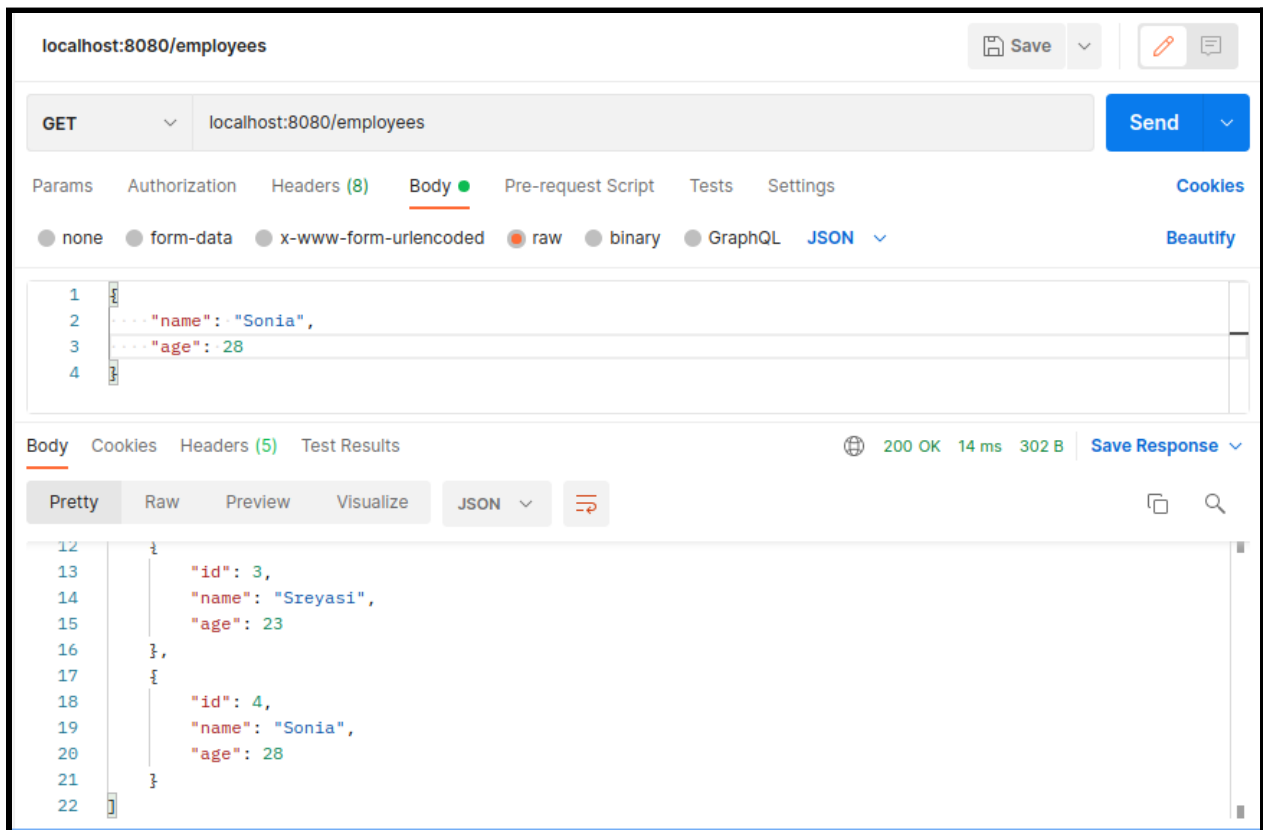 localhost:8080/employees Save
GET localhost:8080/employees Send
Params Authorization Headers (8) Body Pre-request Script Tests Settings Cookies
none form-data x-www-form-urlencoded raw binary GraphQL JSON Beautify
1 {
2 "name": "Sonia",
3 "age": 28
4 }
Body Cookies Headers (5) Test Results 200 OK 14 ms 302 B Save Response
Pretty Raw Preview Visualize JSON
12 {
13 "id": 3,
14 "name": "Sreyasi",
15 "age": 23
16 },
17 {
18 "id": 4,
19 "name": "Sonia",
20 "age": 28
21 }
22 ]